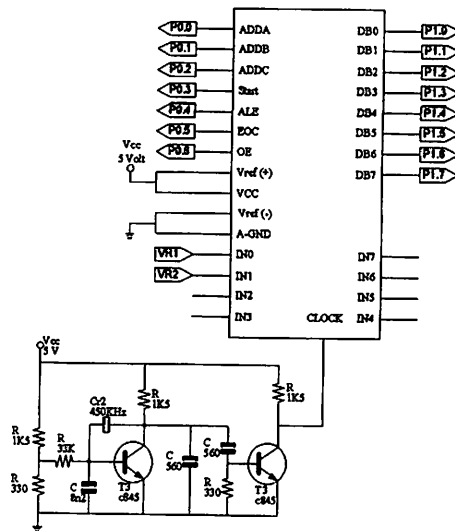 P0.0 ADDA DB0 P1.0
P0.1 ADDB DB1 P1.1
P0.2 ADDC DB2 P1.2
P0.3 Start DB3 P1.3
P0.4 ALE DB4 P1.4
P0.5 EOC DB5 P1.5
P0.6 OE DB6 P1.6
Vcc
5 Volt
Vref (+) DB7 P1.7
VCC
Vref (-)
A-GND
VR1 IN0 IN7
VR2 IN1 IN6
IN2 IN5
IN3 CLOCK IN4
Vcc
5 V
Cr2
450KHz
R
1K5
R
1K5
R
1K5
R
33K
C
560
C
560
R
330
C
8n2
T3
c845
R
330
T3
c845